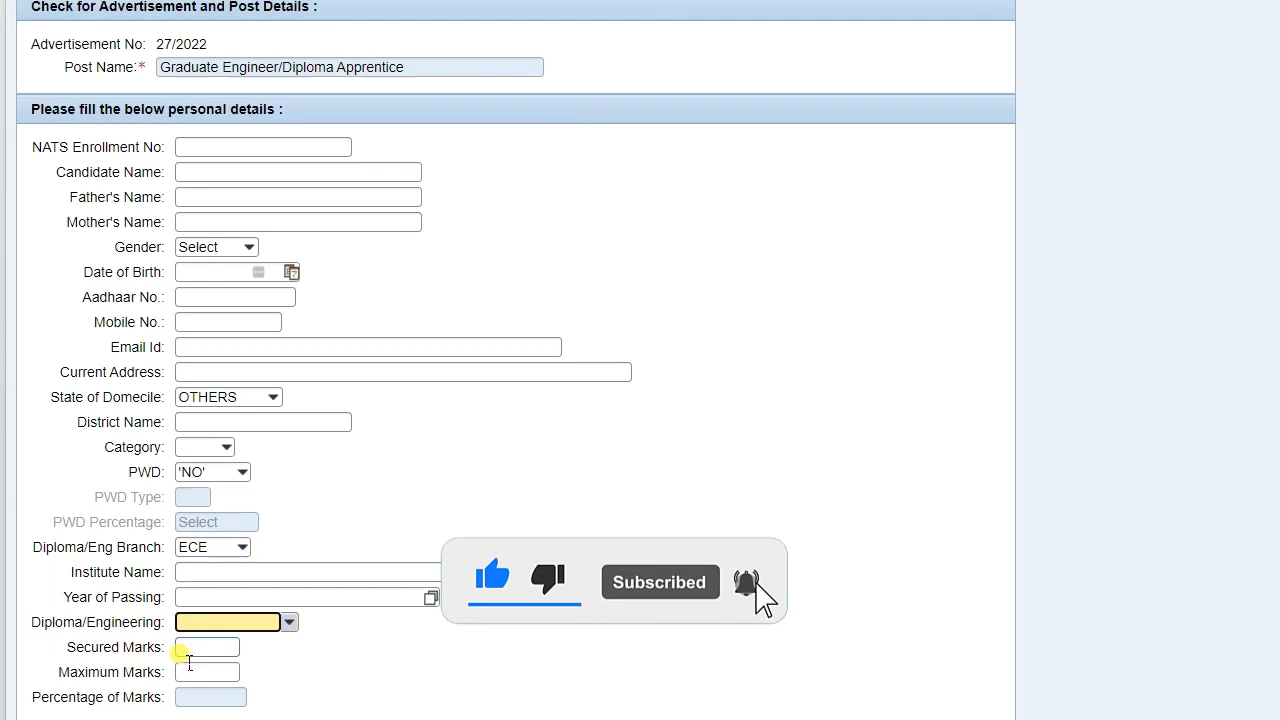 Check for Advertisement and Post Details :
Advertisement No: 27/2022
Post Name:* Graduate Engineer/Diploma Apprentice
Please fill the below personal details :
NATS Enrollment No:
Candidate Name:
Father's Name:
Mother's Name:
Gender: Select
Date of Birth:
Aadhaar No.:
Mobile No.:
Email Id:
Current Address:
State of Domicile: OTHERS
District Name:
Category:
PWD: 'NO'
PWD Type:
PWD Percentage: Select
Diploma/Eng Branch: ECE
Institute Name:
Subscribed
Year of Passing:
Diploma/Engineering:
Secured Marks:
Maximum Marks:
Percentage of Marks: